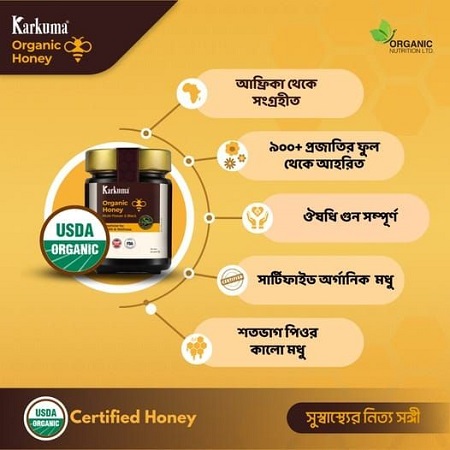 Karkuma®
Organic
Honey
ORGANIC
NUTRITION LTD.
আফ্রিকা থেকে
সংগ্রহীত
৯০০+ প্রজাতির ফুল
থেকে আহরিত
Karkuma®
Organic
Honey
USDA
ORGANIC
ঔষধি গুন সম্পূর্ণ
সার্টিফাইড অর্গানিক মধু
শতভাগ পিওর
কালো মধু
USDA
ORGANIC
Certified Honey
সুস্বাস্থ্যের নিত্য সঙ্গী